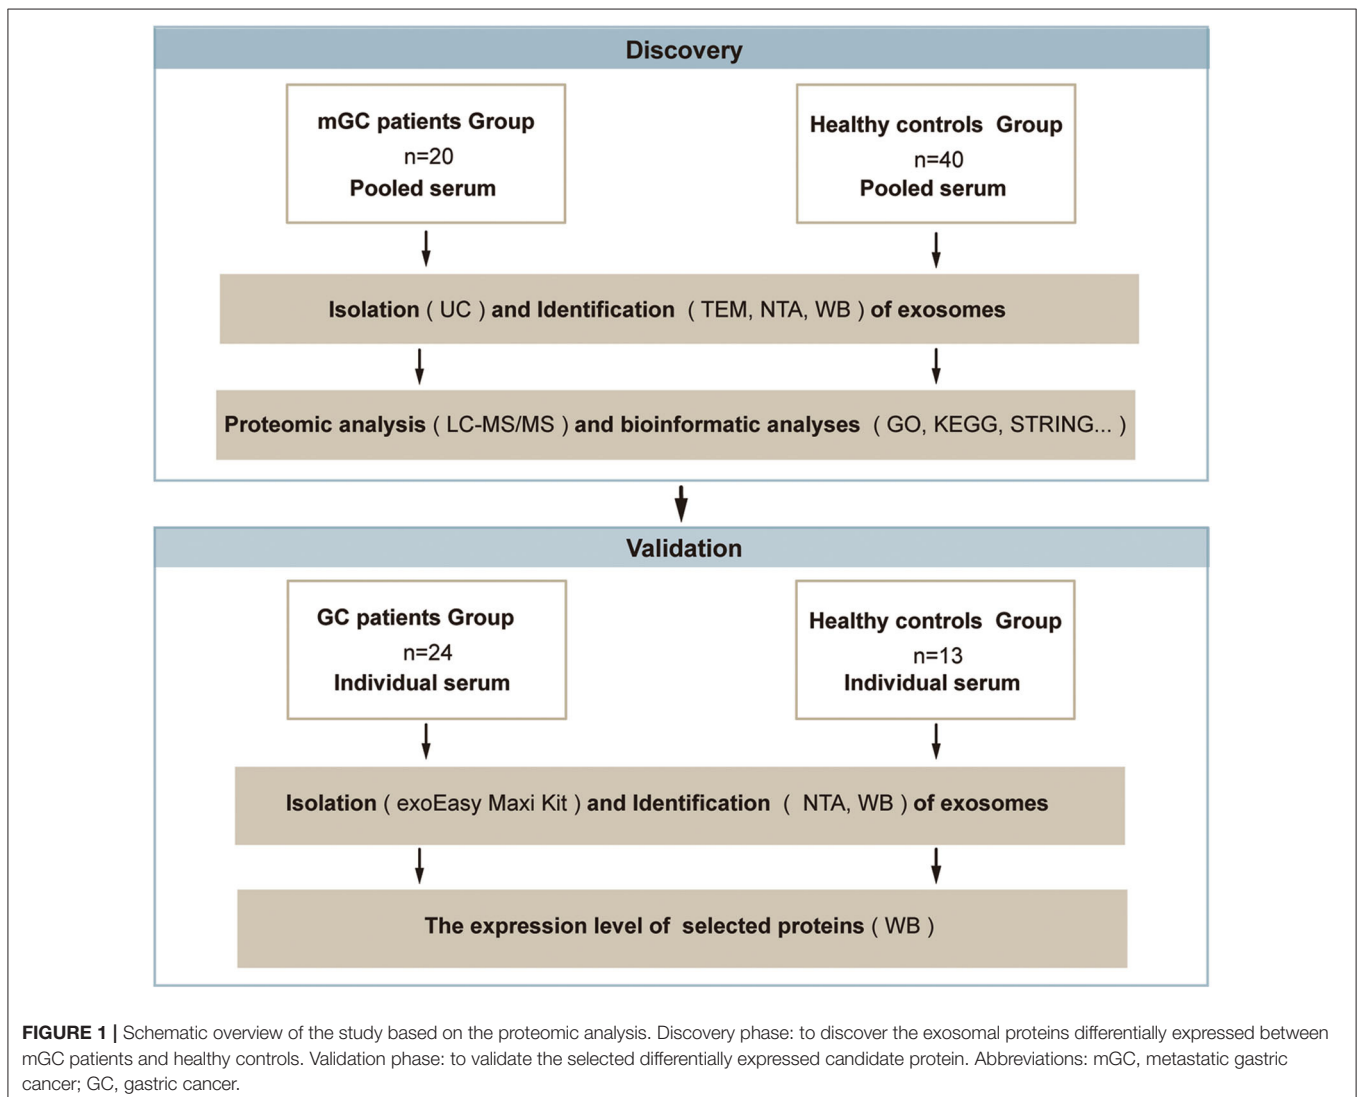 Discovery
mGC patients Group
n=20
Pooled serum
Healthy controls  Group
n=40
Pooled serum
Isolation ( UC ) and Identification  ( TEM, NTA, WB ) of exosomes
Proteomic analysis ( LC-MS/MS ) and bioinformatic analyses  ( GO, KEGG, STRING... )
Validation
GC patients Group
n=24
Individual serum
Healthy controls  Group
n=13
Individual serum
Isolation ( exoEasy Maxi Kit ) and Identification  (  NTA, WB ) of exosomes
The expression level of  selected proteins ( WB )
FIGURE 1 | Schematic overview of the study based on the proteomic analysis. Discovery phase: to discover the exosomal proteins differentially expressed between
mGC patients and healthy controls. Validation phase: to validate the selected differentially expressed candidate protein. Abbreviations: mGC, metastatic gastric
cancer; GC, gastric cancer.